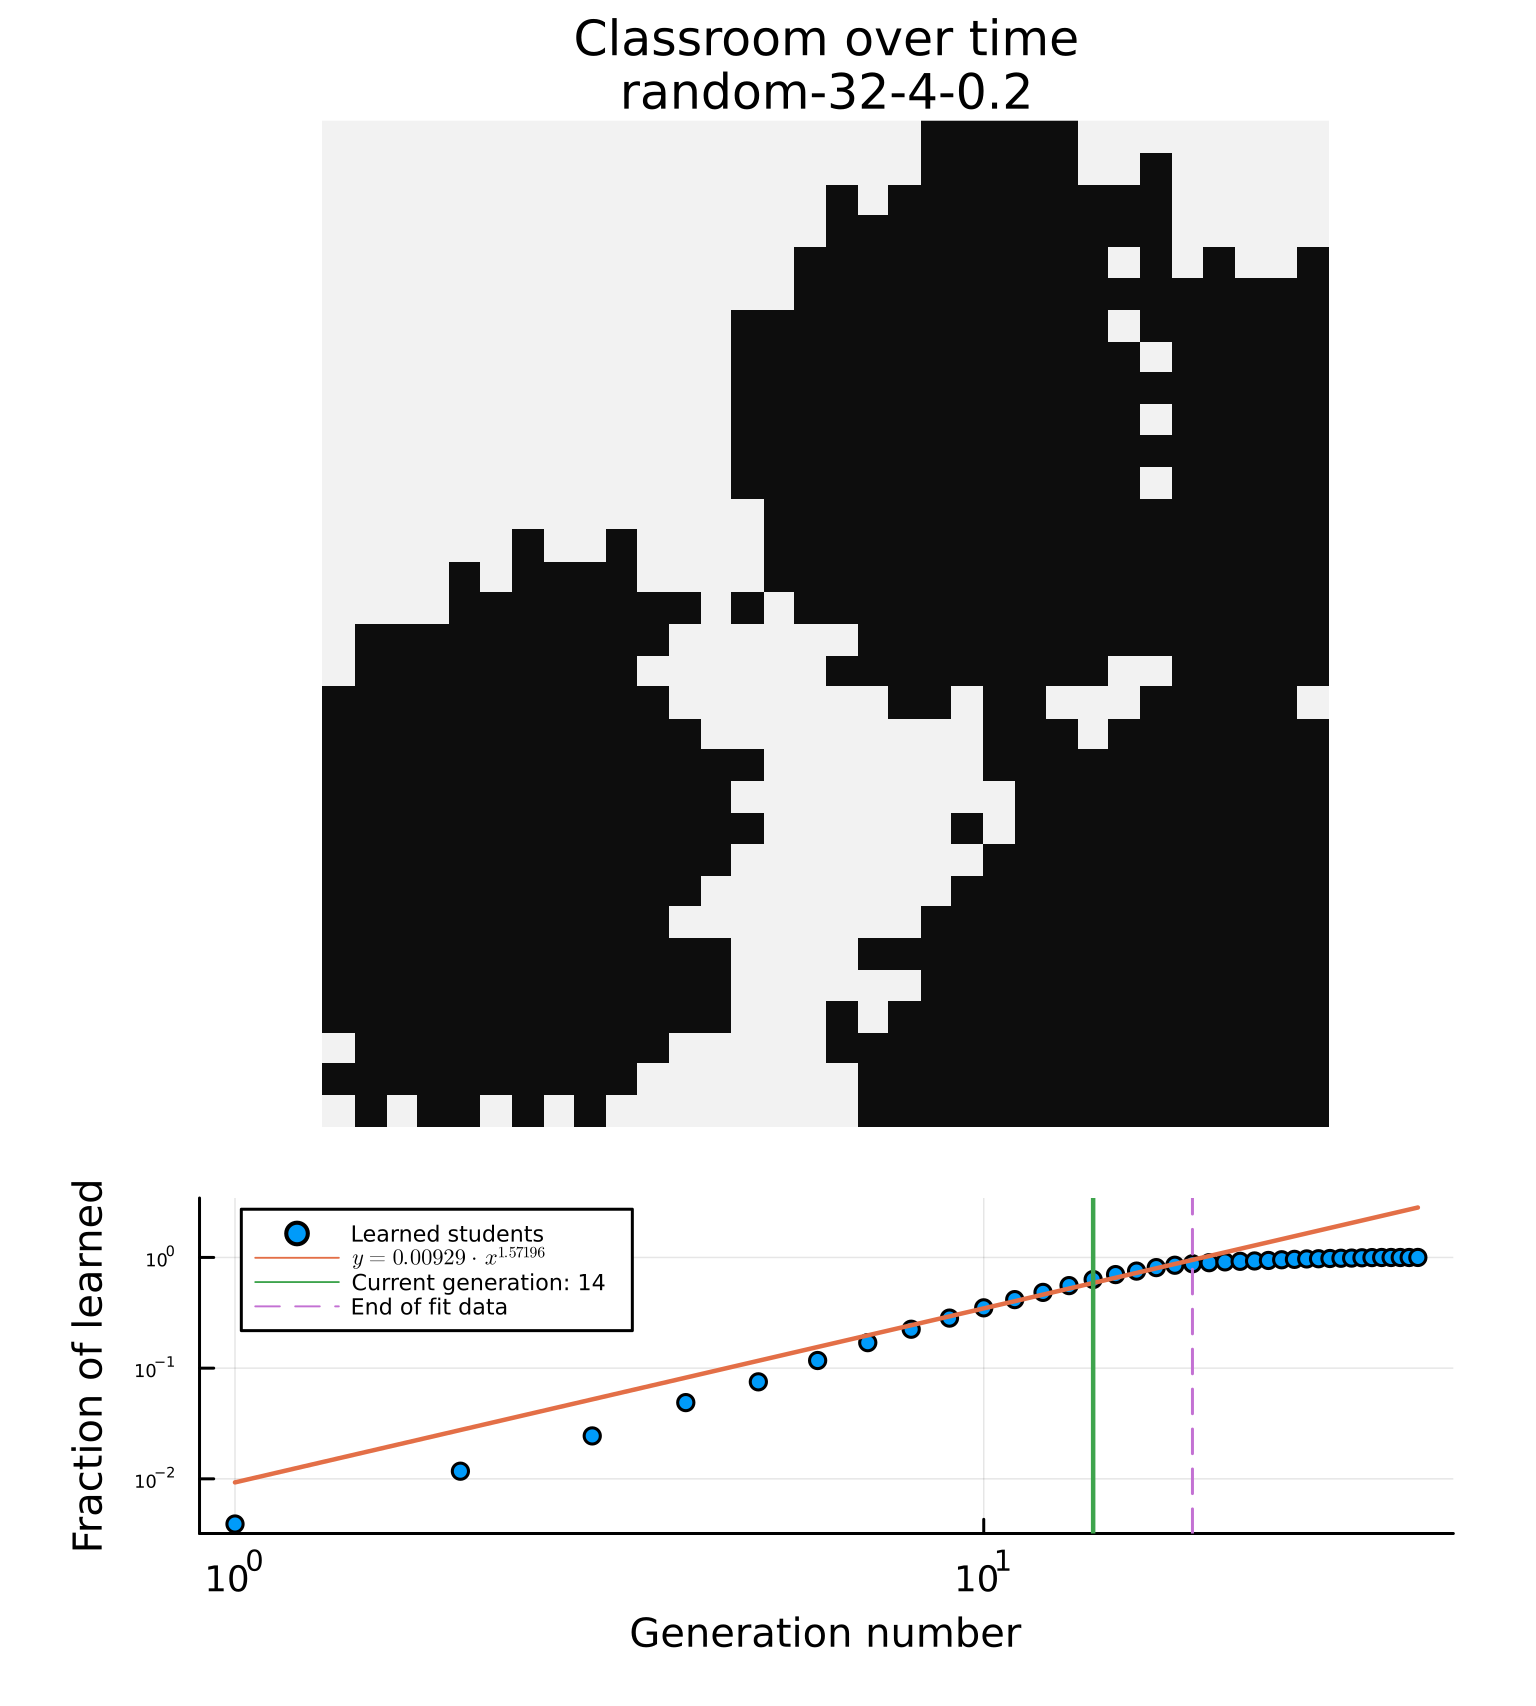 Classroom over time
random-32-4-0.2
Fraction of learned
Learned students
y = 0.00929 · x^1.57196
Current generation: 14
End of fit data
10^0
10^-1
10^-2
10^0
10^1
Generation number